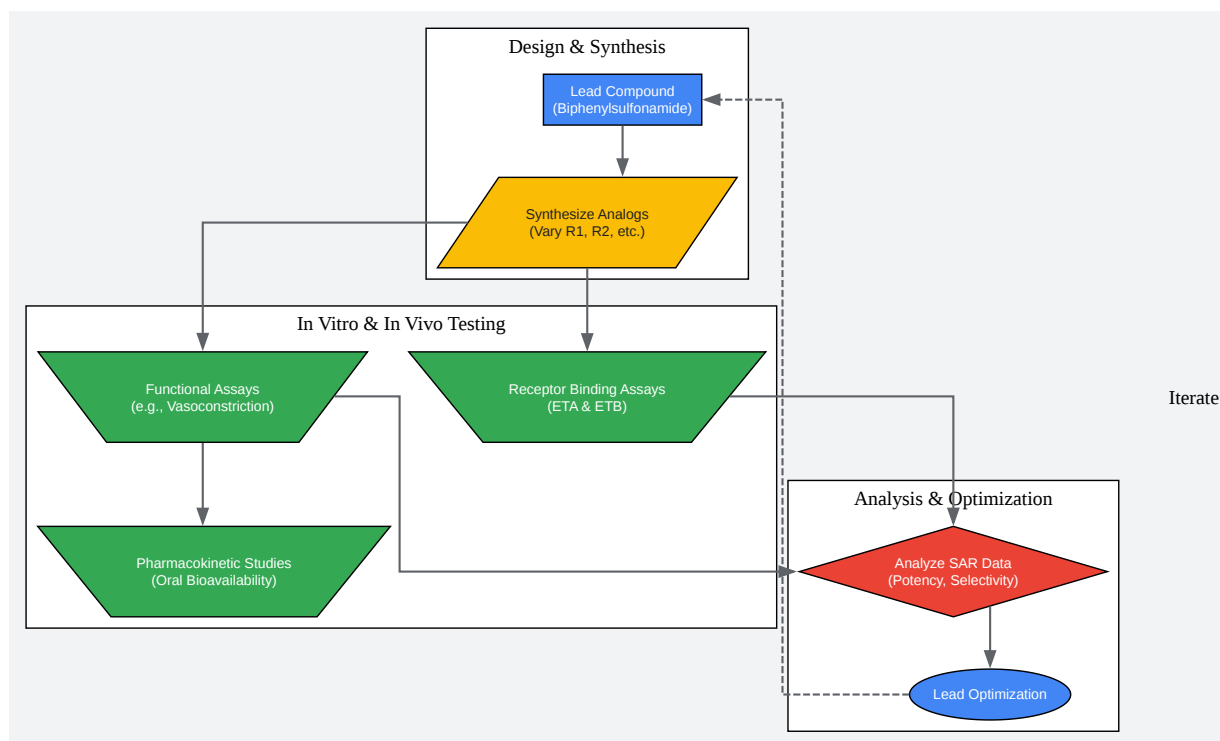 Design & Synthesis
Lead Compound
(Biphenylsulfonamide)
Synthesize Analogs
(Vary R1, R2, etc.)
In Vitro & In Vivo Testing
Functional Assays
(e.g., Vasoconstriction)
Receptor Binding Assays
(ETA & ETB)
Iterate
Pharmacokinetic Studies
(Oral Bioavailability)
Analysis & Optimization
Analyze SAR Data
(Potency, Selectivity)
Lead Optimization